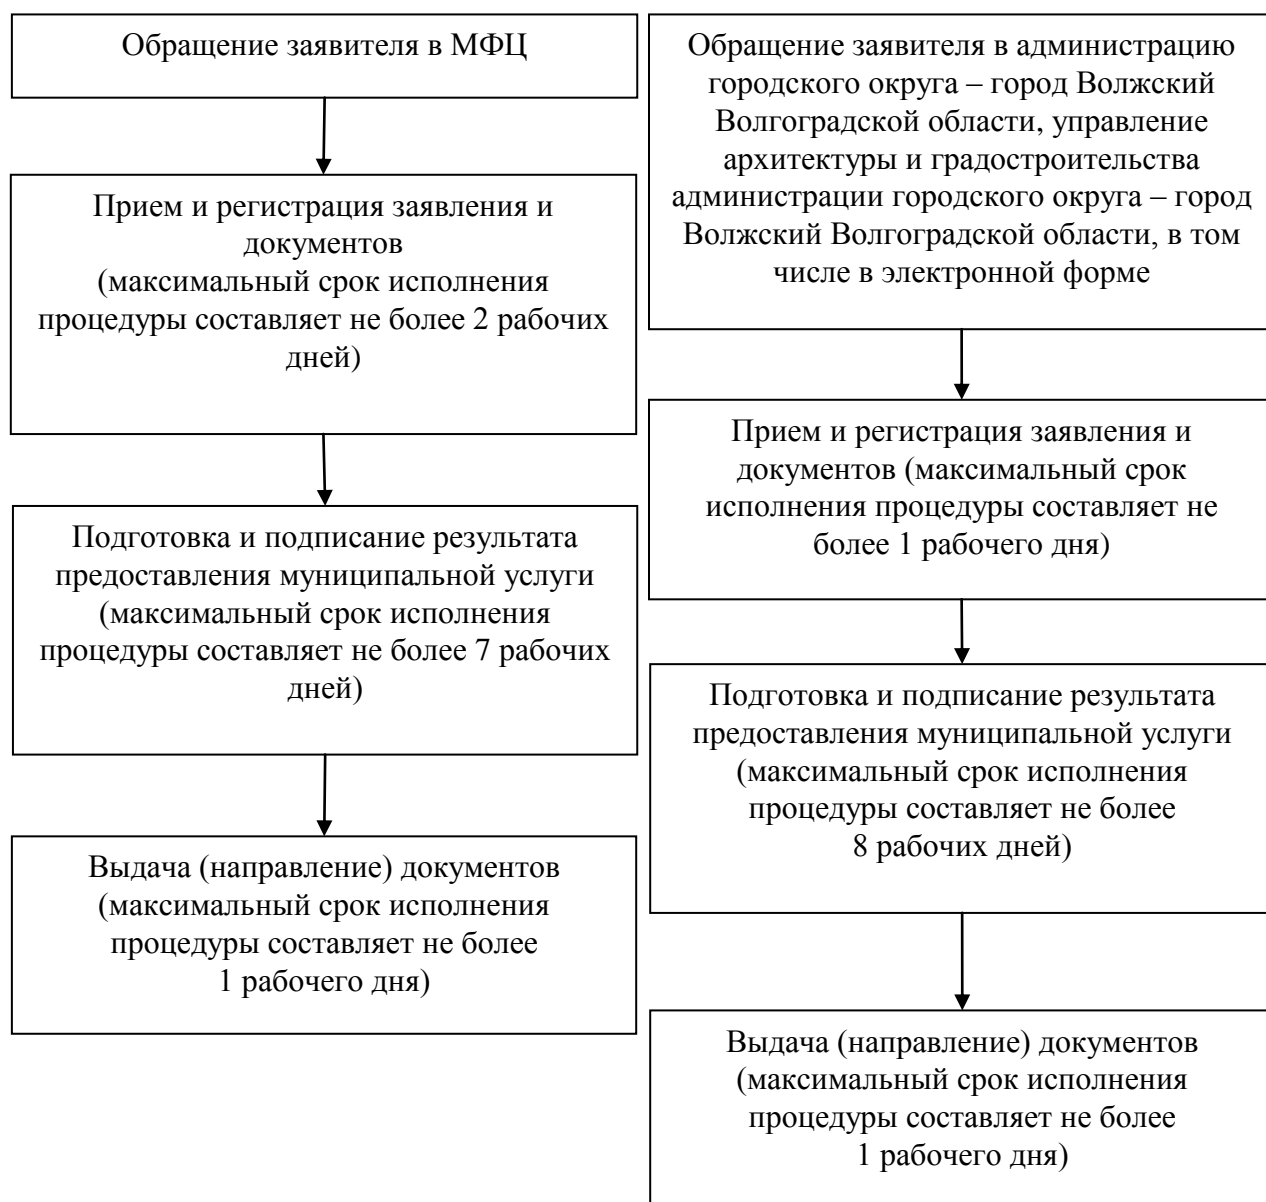 Обращение заявителя в МФЦ
Прием и регистрация заявления и
документов
(максимальный срок исполнения
процедуры составляет не более 2 рабочих
дней)
Подготовка и подписание результата
предоставления муниципальной услуги
(максимальный срок исполнения
процедуры составляет не более 7 рабочих
дней)
Выдача (направление) документов
(максимальный срок исполнения
процедуры составляет не более
1 рабочего дня)
Обращение заявителя в администрацию
городского округа – город Волжский
Волгоградской области, управление
архитектуры и градостроительства
администрации городского округа – город
Волжский Волгоградской области, в том
числе в электронной форме
Прием и регистрация заявления и
документов (максимальный срок
исполнения процедуры составляет не
более 1 рабочего дня)
Подготовка и подписание результата
предоставления муниципальной услуги
(максимальный срок исполнения
процедуры составляет не более
8 рабочих дней)
Выдача (направление) документов
(максимальный срок исполнения
процедуры составляет не более
1 рабочего дня)